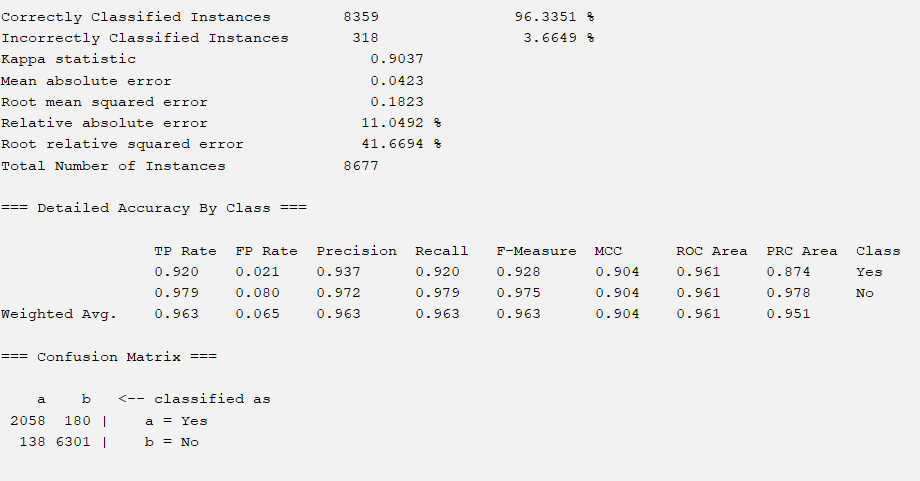 Correctly Classified Instances        8359               96.3351 %
Incorrectly Classified Instances       318                3.6649 %
Kappa statistic                          0.9037
Mean absolute error                      0.0423
Root mean squared error                  0.1823
Relative absolute error                 11.0492 %
Root relative squared error             41.6694 %
Total Number of Instances             8677

=== Detailed Accuracy By Class ===

                 TP Rate  FP Rate  Precision  Recall   F-Measure  MCC      ROC Area  PRC Area  Class
                 0.920    0.021    0.937      0.920    0.928      0.904    0.961     0.874     Yes
                 0.979    0.080    0.972      0.979    0.975      0.904    0.961     0.978     No
Weighted Avg.    0.963    0.065    0.963      0.963    0.963      0.904    0.961     0.951

=== Confusion Matrix ===

    a    b   <-- classified as
 2058  180 |    a = Yes
  138 6301 |    b = No